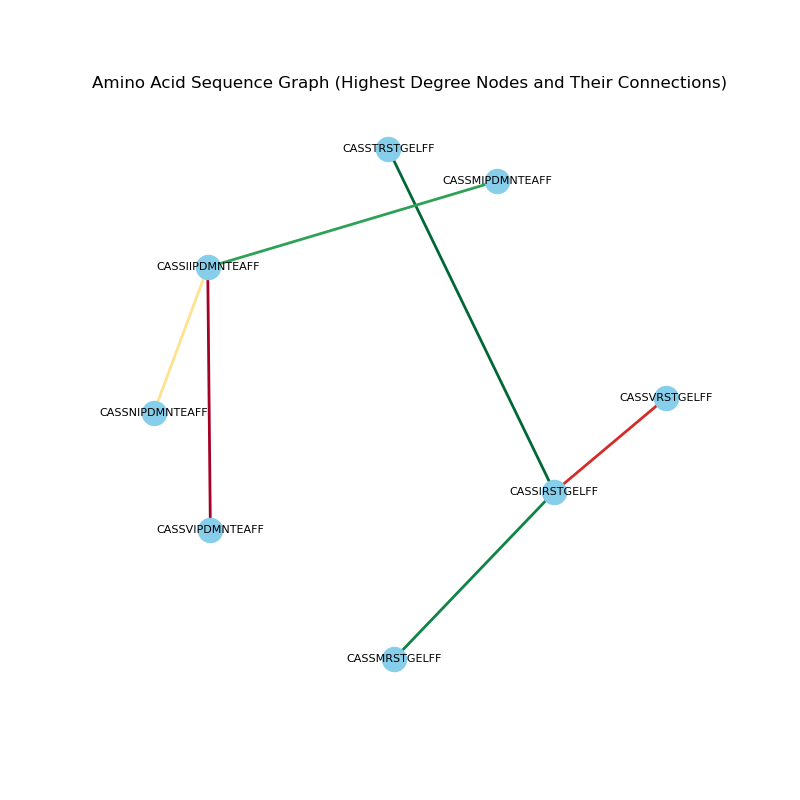 Amino Acid Sequence Graph (Highest Degree Nodes and Their Connections)
CASSTRSTGELFF
CASSMIPDMNTEAFF
CASSIIPDMNTEAFF
CASSVRSTGELFF
CASSNIPDMNTEAFF
CASSIRSTGELFF
CASSVIPDMNTEAFF
CASSMRSTGELFF